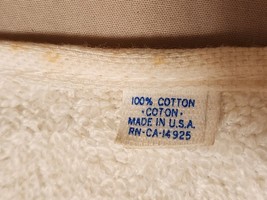 100% COTTON
•COTON•
MADE IN U.S.A.
RN-CA-14925